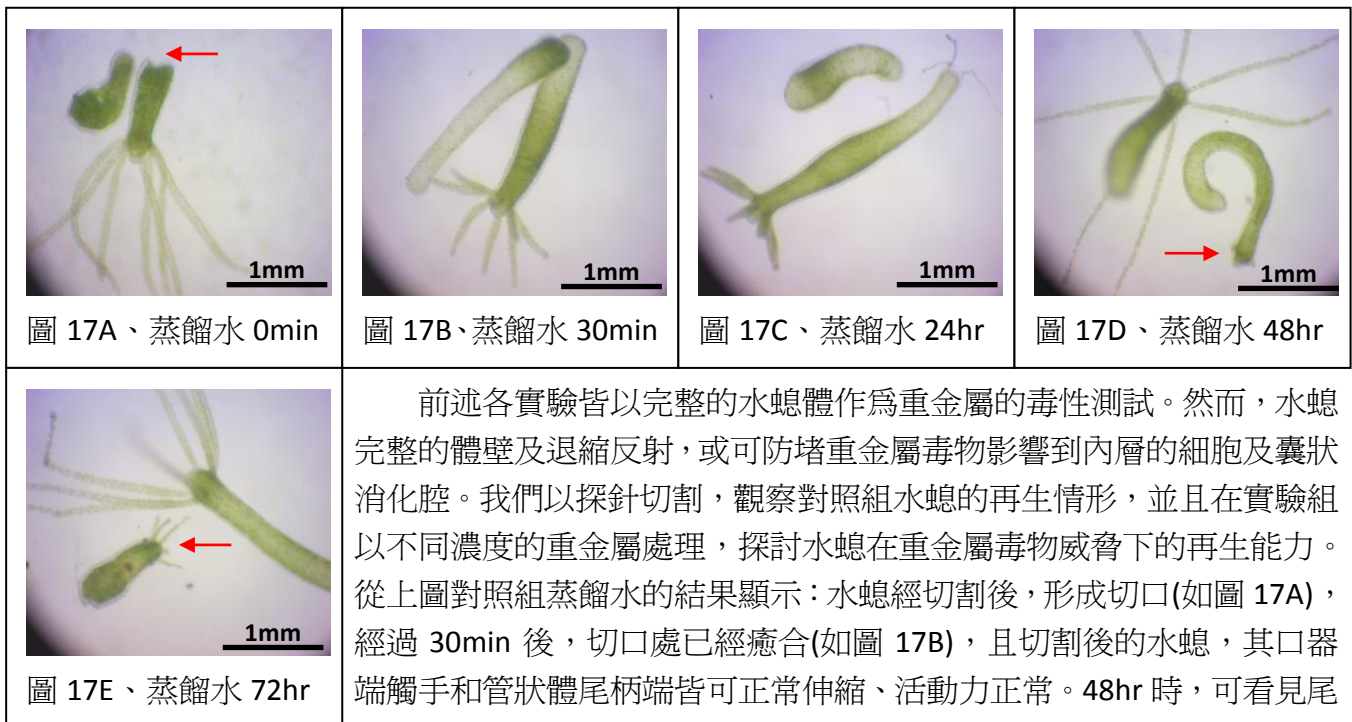 1mm
1mm
1mm
1mm
圖 17A、蒸餾水 0min
圖 17B、蒸餾水 30min
圖 17C、蒸餾水 24hr
圖 17D、蒸餾水 48hr
1mm
圖 17E、蒸餾水 72hr
前述各實驗皆以完整的水螅體作為重金屬的毒性測試。然而，水螅
完整的體壁及退縮反射，或可防堵重金屬毒物影響到內層的細胞及囊狀
消化腔。我們以探針切割，觀察對照組水螅的再生情形，並且在實驗組
以不同濃度的重金屬處理，探討水螅在重金屬毒物威脅下的再生能力。
從上圖對照組蒸餾水的結果顯示：水螅經切割後，形成切口(如圖 17A)，
經過 30min 後，切口處已經癒合(如圖 17B)，且切割後的水螅，其口器
端觸手和管狀體尾柄端皆可正常伸縮、活動力正常。48hr 時，可看見尾